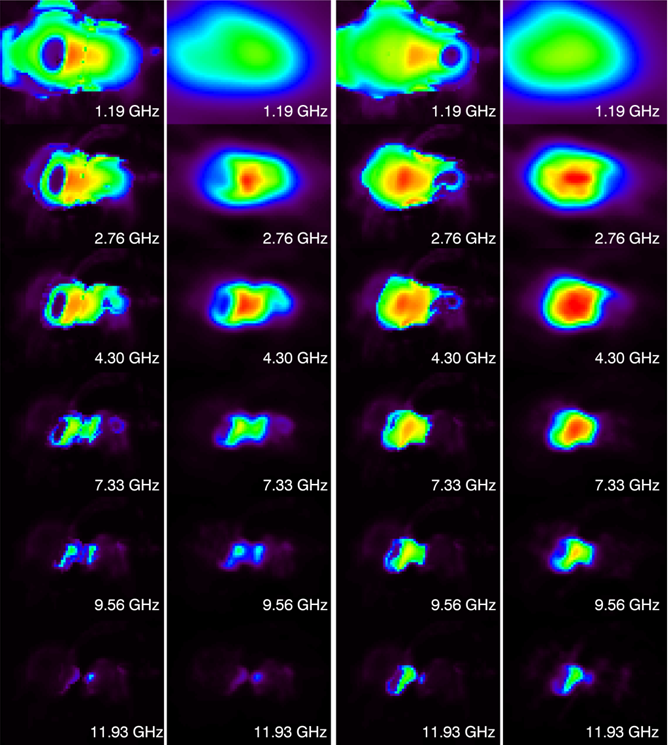 1.19 GHz 1.19 GHz 1.19 GHz 1.19 GHz
2.76 GHz 2.76 GHz 2.76 GHz 2.76 GHz
4.30 GHz 4.30 GHz 4.30 GHz 4.30 GHz
7.33 GHz 7.33 GHz 7.33 GHz 7.33 GHz
9.56 GHz 9.56 GHz 9.56 GHz 9.56 GHz
11.93 GHz 11.93 GHz 11.93 GHz 11.93 GHz